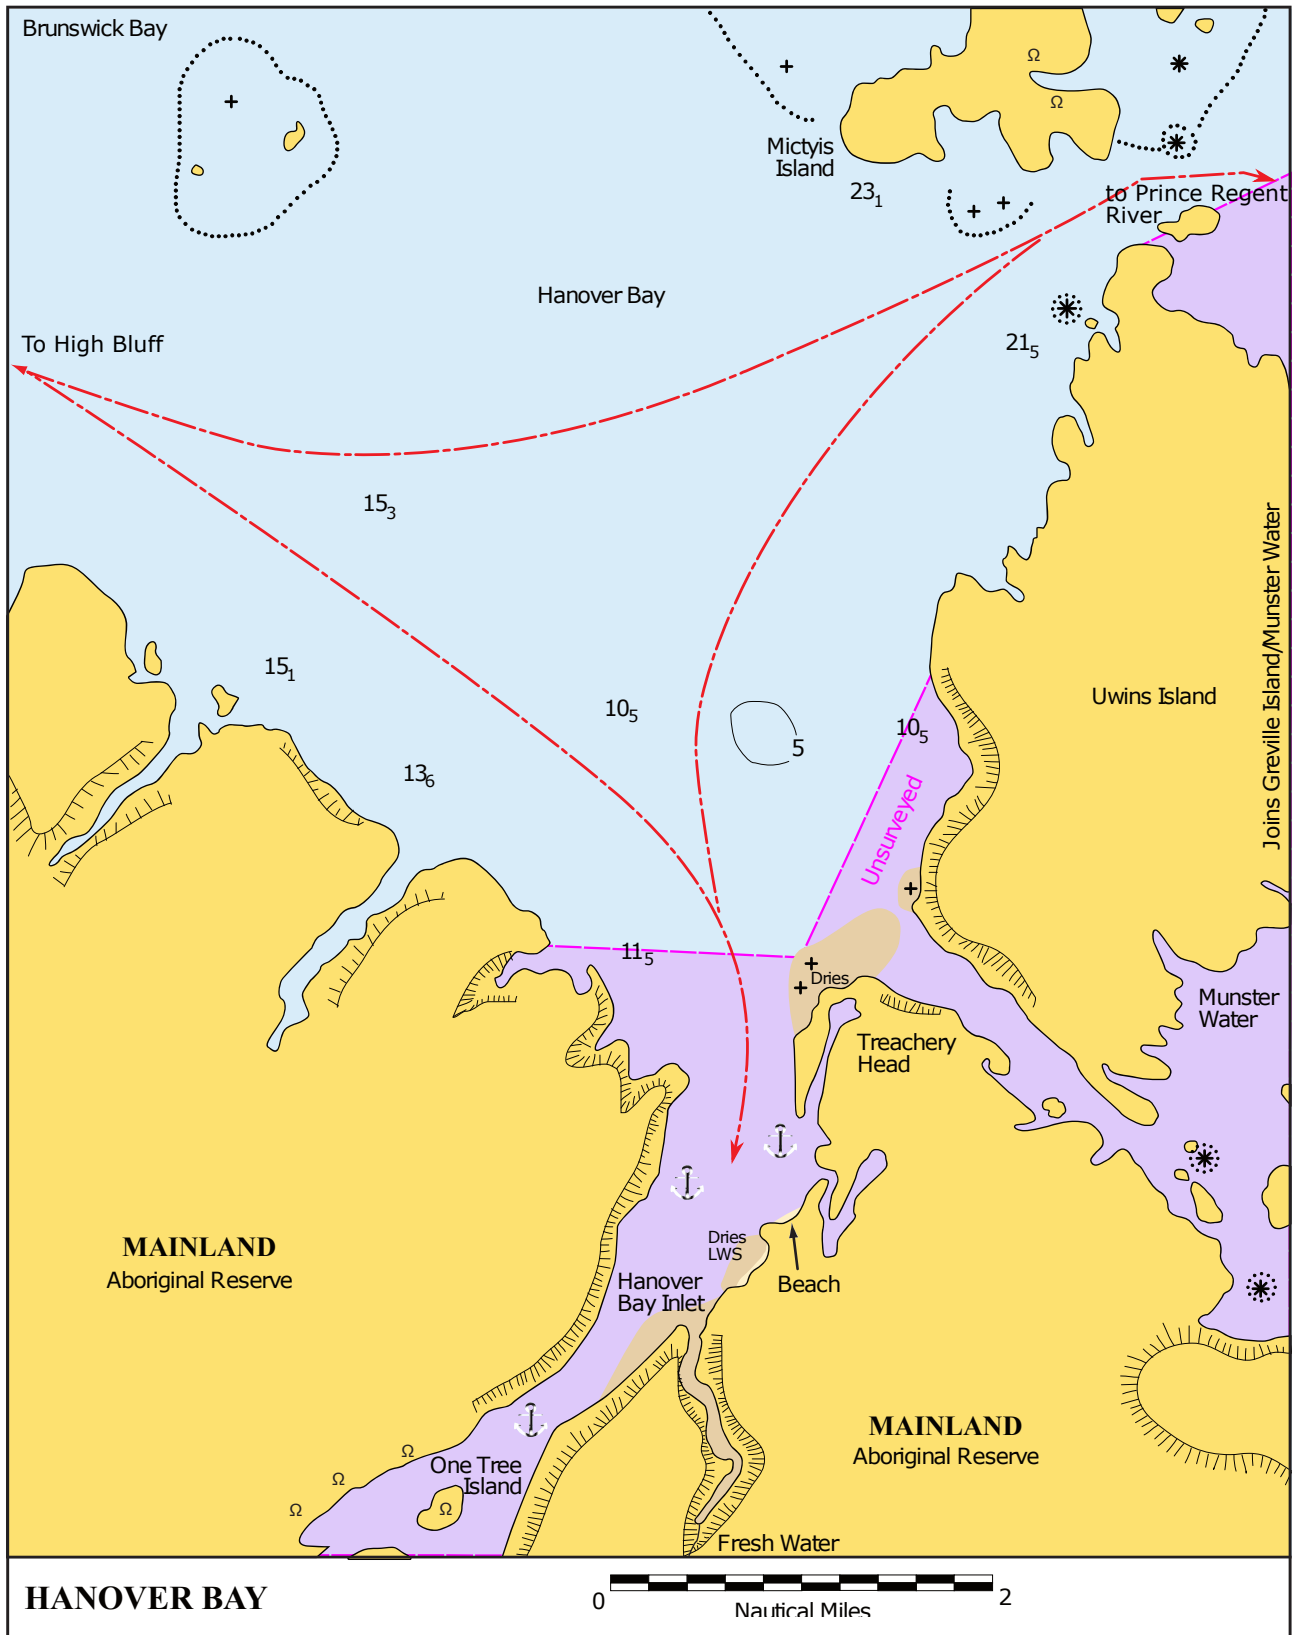 Brunswick Bay
Mictyis
Island
23₁
to Prince Regent
River
Hanover Bay
To High Bluff
21₅
15₃
Joins Greville Island/Munster Water
15₁
10₅
Uwins Island
10₅
5
13₆
Unsurveyed
11₅
Dries
Munster
Water
Treachery
Head
MAINLAND
Aboriginal Reserve
Dries
LWS
Hanover
Bay Inlet
Beach
MAINLAND
Aboriginal Reserve
One Tree
Island
Fresh Water
HANOVER BAY
0
2
Nautical Miles